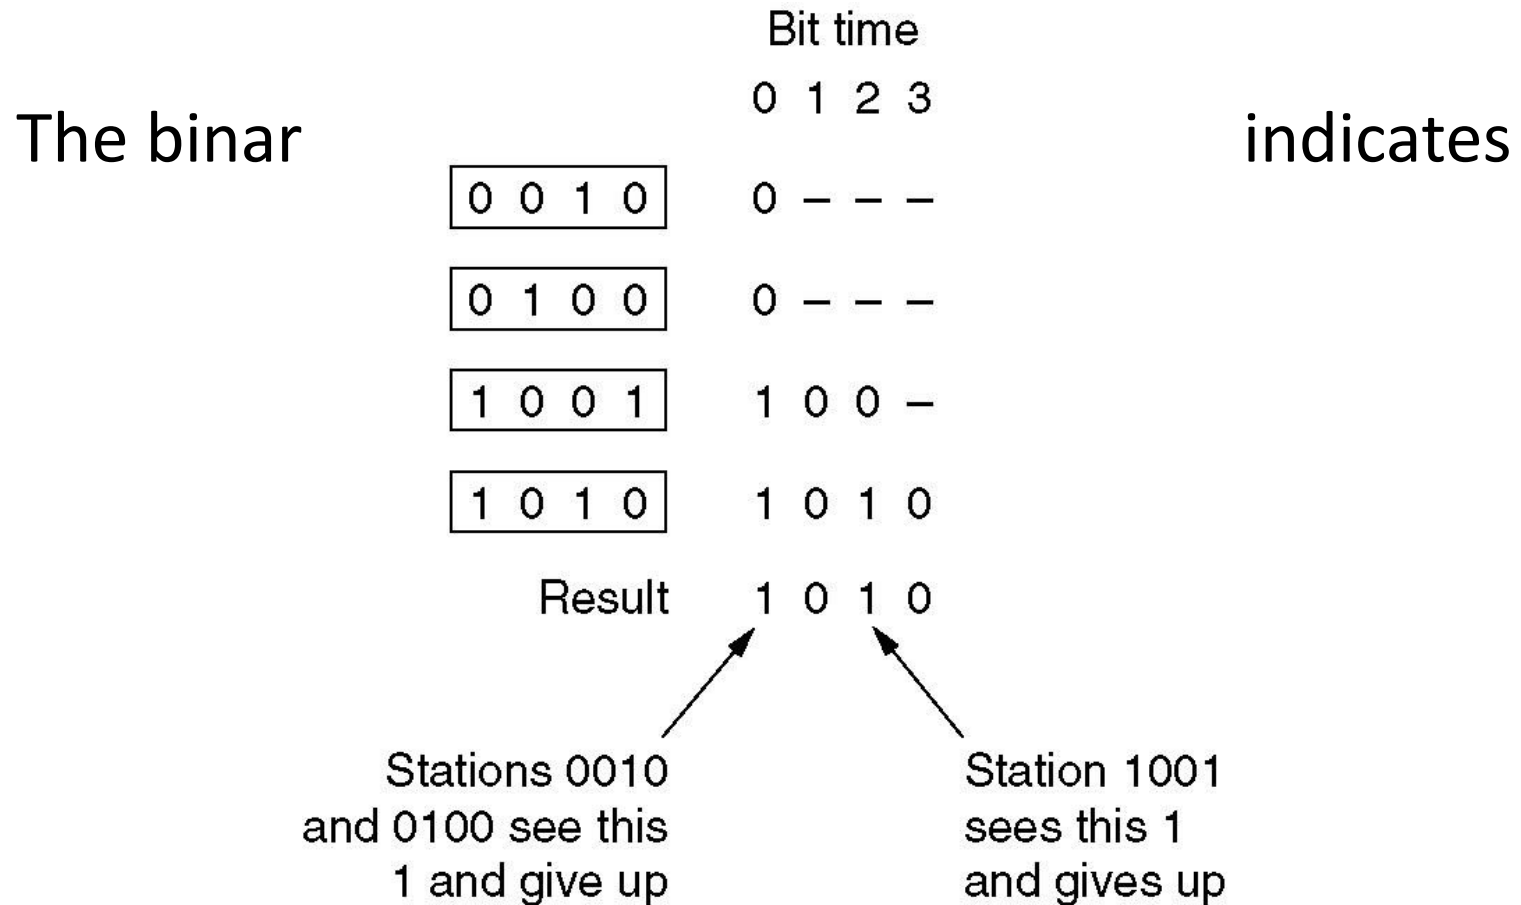 Bit time
0 1 2 3
The binar indicates
0 0 1 0 0 – – –
0 1 0 0 0 – – –
1 0 0 1 1 0 0 –
1 0 1 0 1 0 1 0
Result 1 0 1 0
Stations 0010
and 0100 see this
1 and give up
Station 1001
sees this 1
and gives up